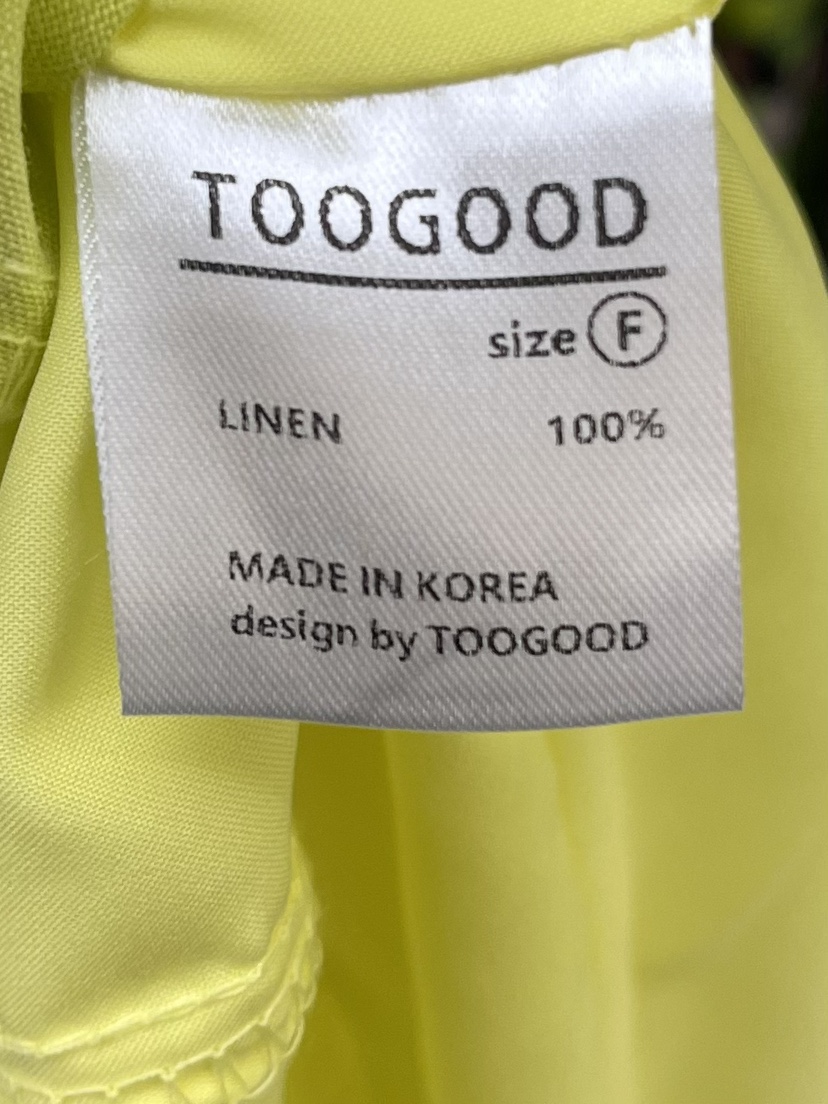 TOOGOOD
size F
LINEN 100%
MADE IN KOREA
design by TOOGOOD